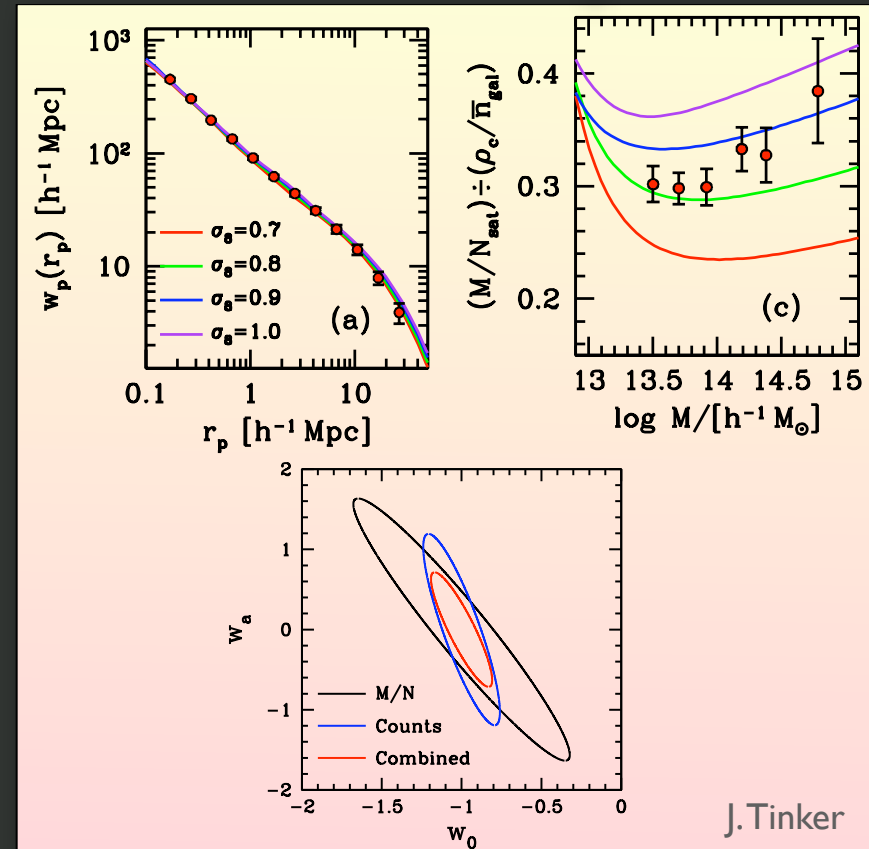 10³
10²
10
w_p(r_p) [h⁻¹ Mpc]
σ₈=0.7
σ₈=0.8
σ₈=0.9
σ₈=1.0
(a)
0.1 1 10
r_p [h⁻¹ Mpc]
0.4
0.3
0.2
(M/N_sat)÷(ρ_c/n̅_gal)
(c)
13 13.5 14 14.5 15
log M/[h⁻¹ M_⊙]
2
1
0
-1
-2
w_a
M/N
Counts
Combined
-2 -1.5 -1 -0.5 0
w₀
J.Tinker